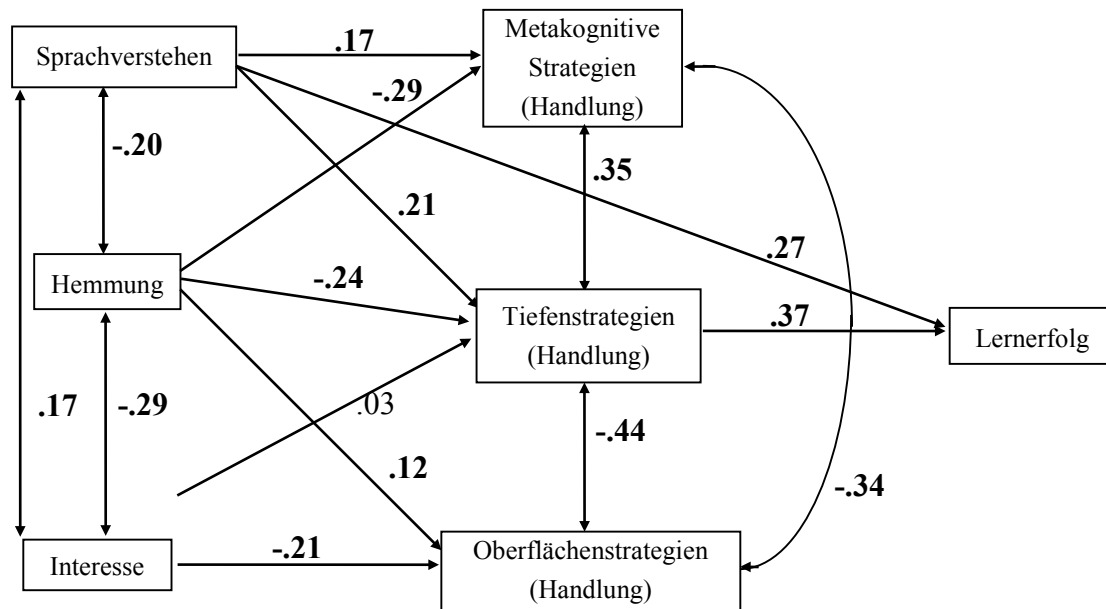 Sprachverstehen
.17
Metakognitive
Strategien
(Handlung)
-.29
-.20
.35
.21
.27
Hemmung
-.24
Tiefenstrategien
(Handlung)
.37
Lernerfolg
.17
-.29
.03
-.44
.12
-.34
Interesse
-.21
Oberflächenstrategien
(Handlung)